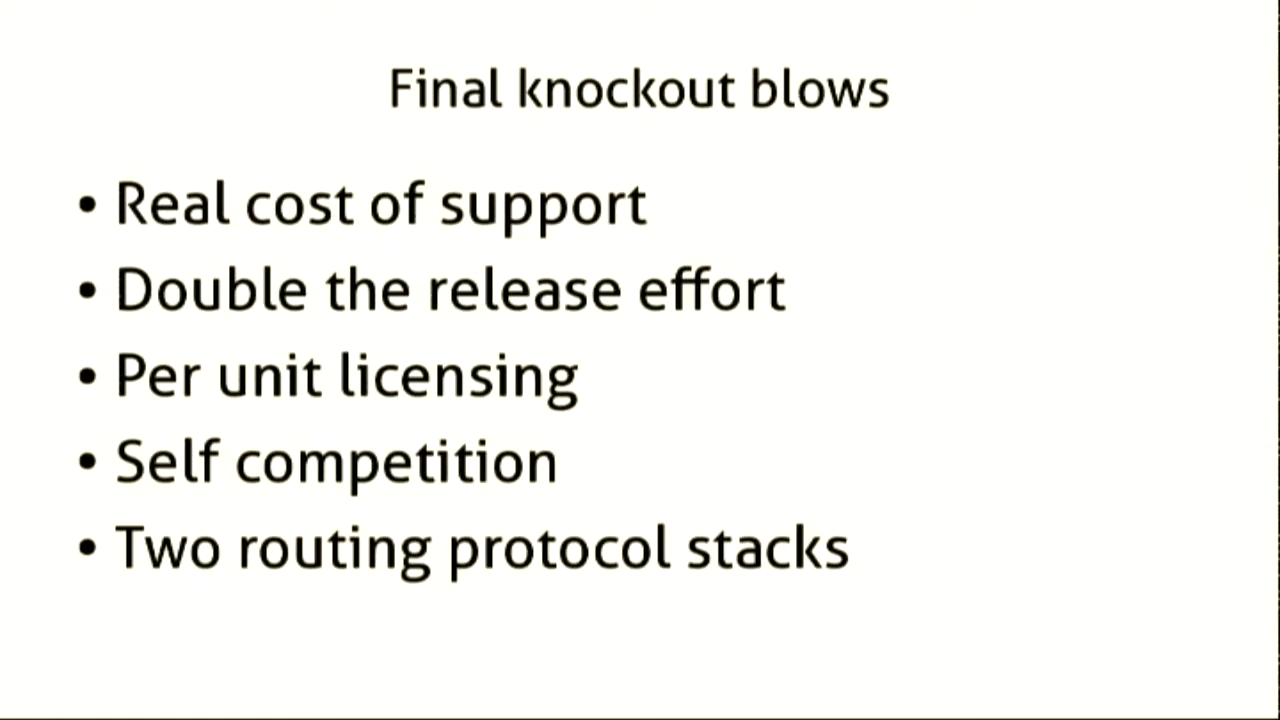 Final knockout blows
• Real cost of support
• Double the release effort
• Per unit licensing
• Self competition
• Two routing protocol stacks